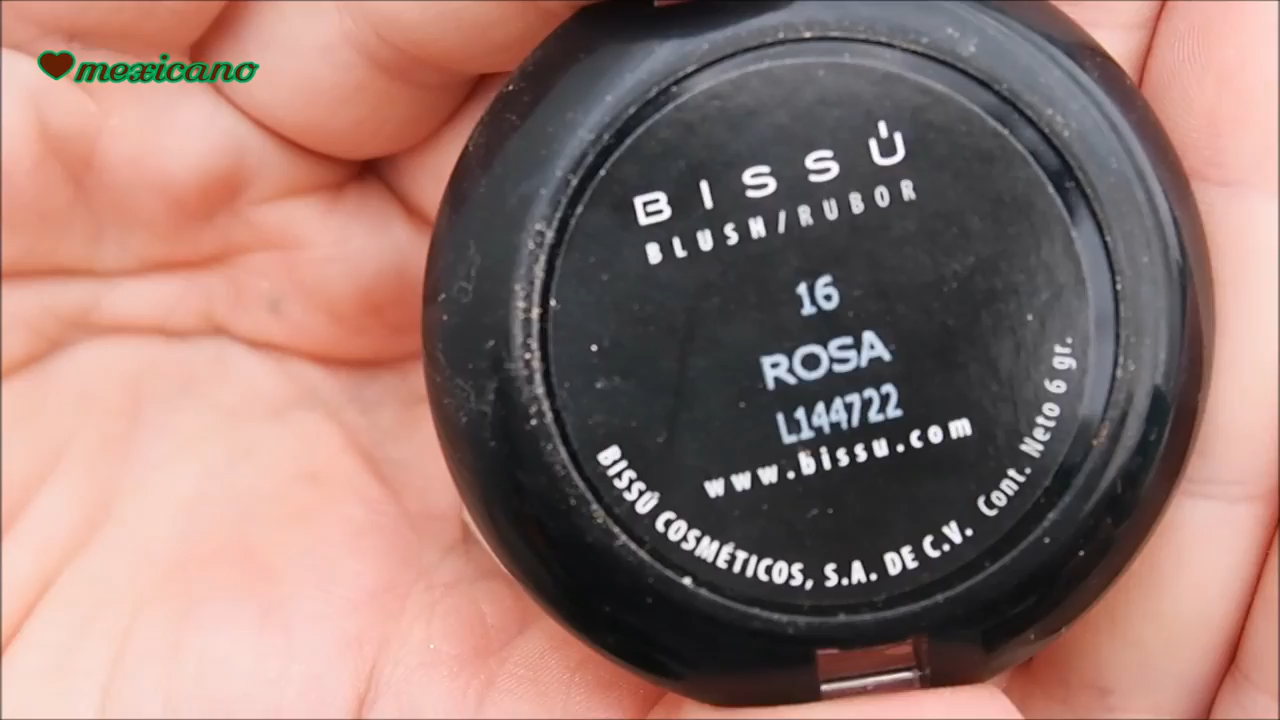 mexicano
BISSÚ
BLUSH/RUBOR
16
ROSA
L144722
www.bissu.com
BISSÚ COSMÉTICOS, S.A. DE C.V. Cont. Neto 6 gr.